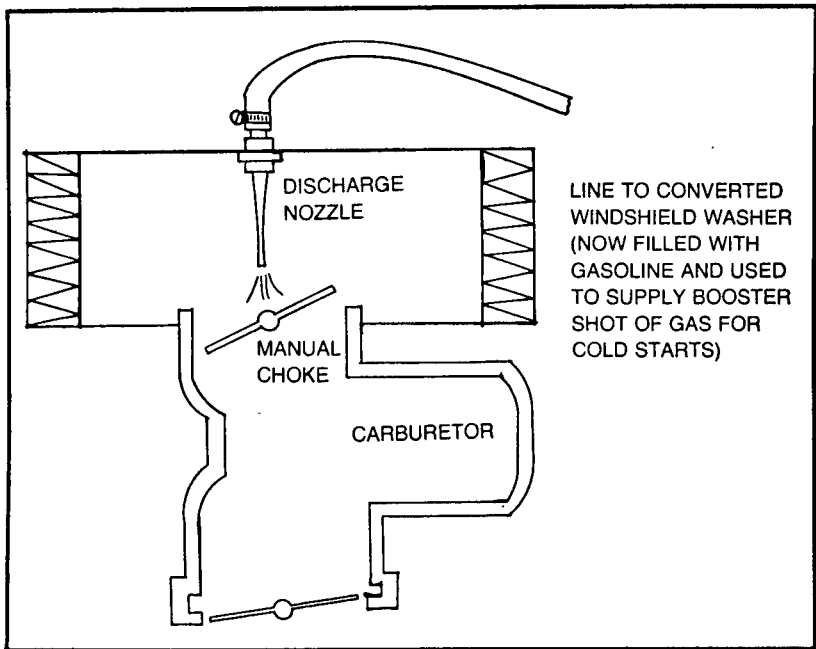 DISCHARGE
NOZZLE
LINE TO CONVERTED
WINDSHIELD WASHER
(NOW FILLED WITH
GASOLINE AND USED
TO SUPPLY BOOSTER
SHOT OF GAS FOR
COLD STARTS)
MANUAL
CHOKE
CARBURETOR